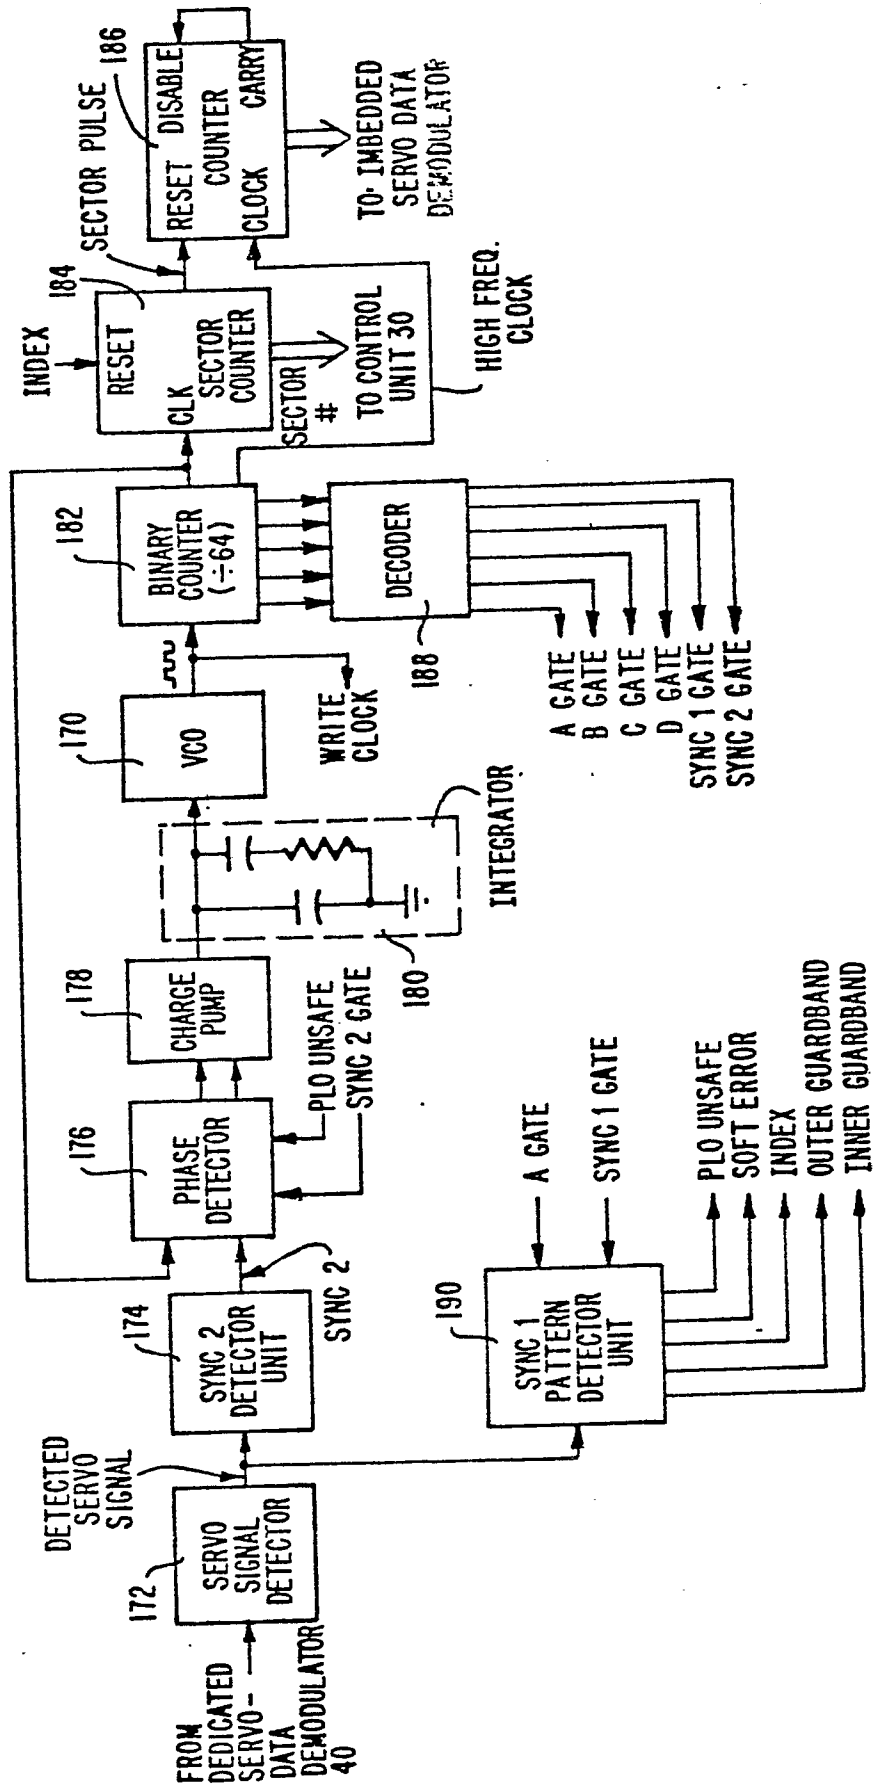 FROM
DEDICATED
SERVO-
DATA
DEMODULATOR
40
172
SERVO
SIGNAL
DETECTOR
DETECTED
SERVO
SIGNAL
174
SYNC 2
DETECTOR
UNIT
SYNC 2
176
PHASE
DETECTOR
PLO UNSAFE
SYNC 2 GATE
178
CHARGE
PUMP
180
INTEGRATOR
170
VCO
WRITE
CLOCK
182
BINARY
COUNTER
(÷64)
188
DECODER
A GATE
B GATE
C GATE
D GATE
SYNC 1 GATE
SYNC 2 GATE
INDEX
184
RESET
CLK
SECTOR
COUNTER
SECTOR
#
TO CONTROL
UNIT 30
HIGH FREQ.
CLOCK
SECTOR PULSE
186
RESET DISABLE
COUNTER
CLOCK CARRY
TO IMBEDDED
SERVO DATA
DEMODULATOR
190
SYNC 1
PATTERN
DETECTOR
UNIT
A GATE
SYNC 1 GATE
PLO UNSAFE
SOFT ERROR
INDEX
OUTER GUARDBAND
INNER GUARDBAND